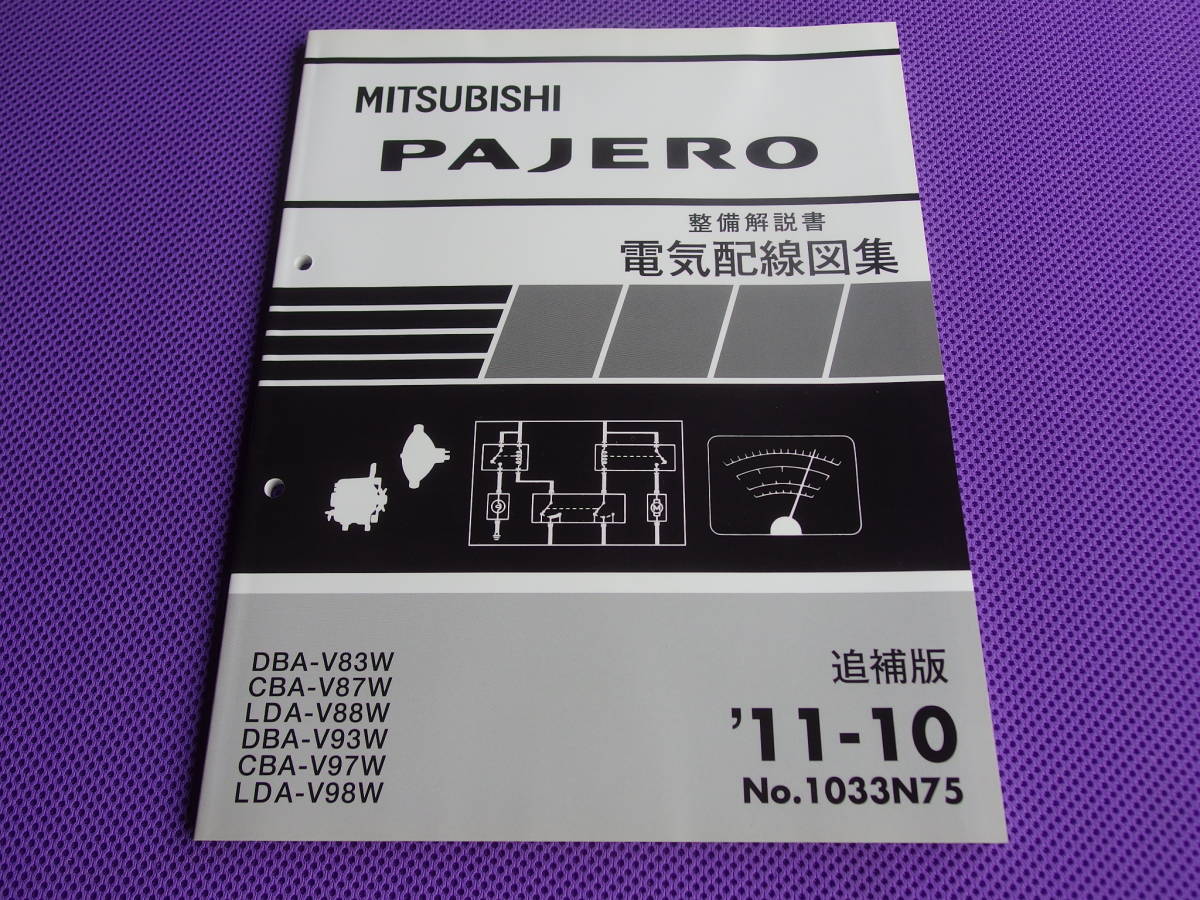 MITSUBISHI
PAJERO
整備解説書
電気配線図集
M
DBA-V83W
CBA-V87W
LDA-V88W
DBA-V93W
CBA-V97W
LDA-V98W
追補版
'11-10
No.1033N75